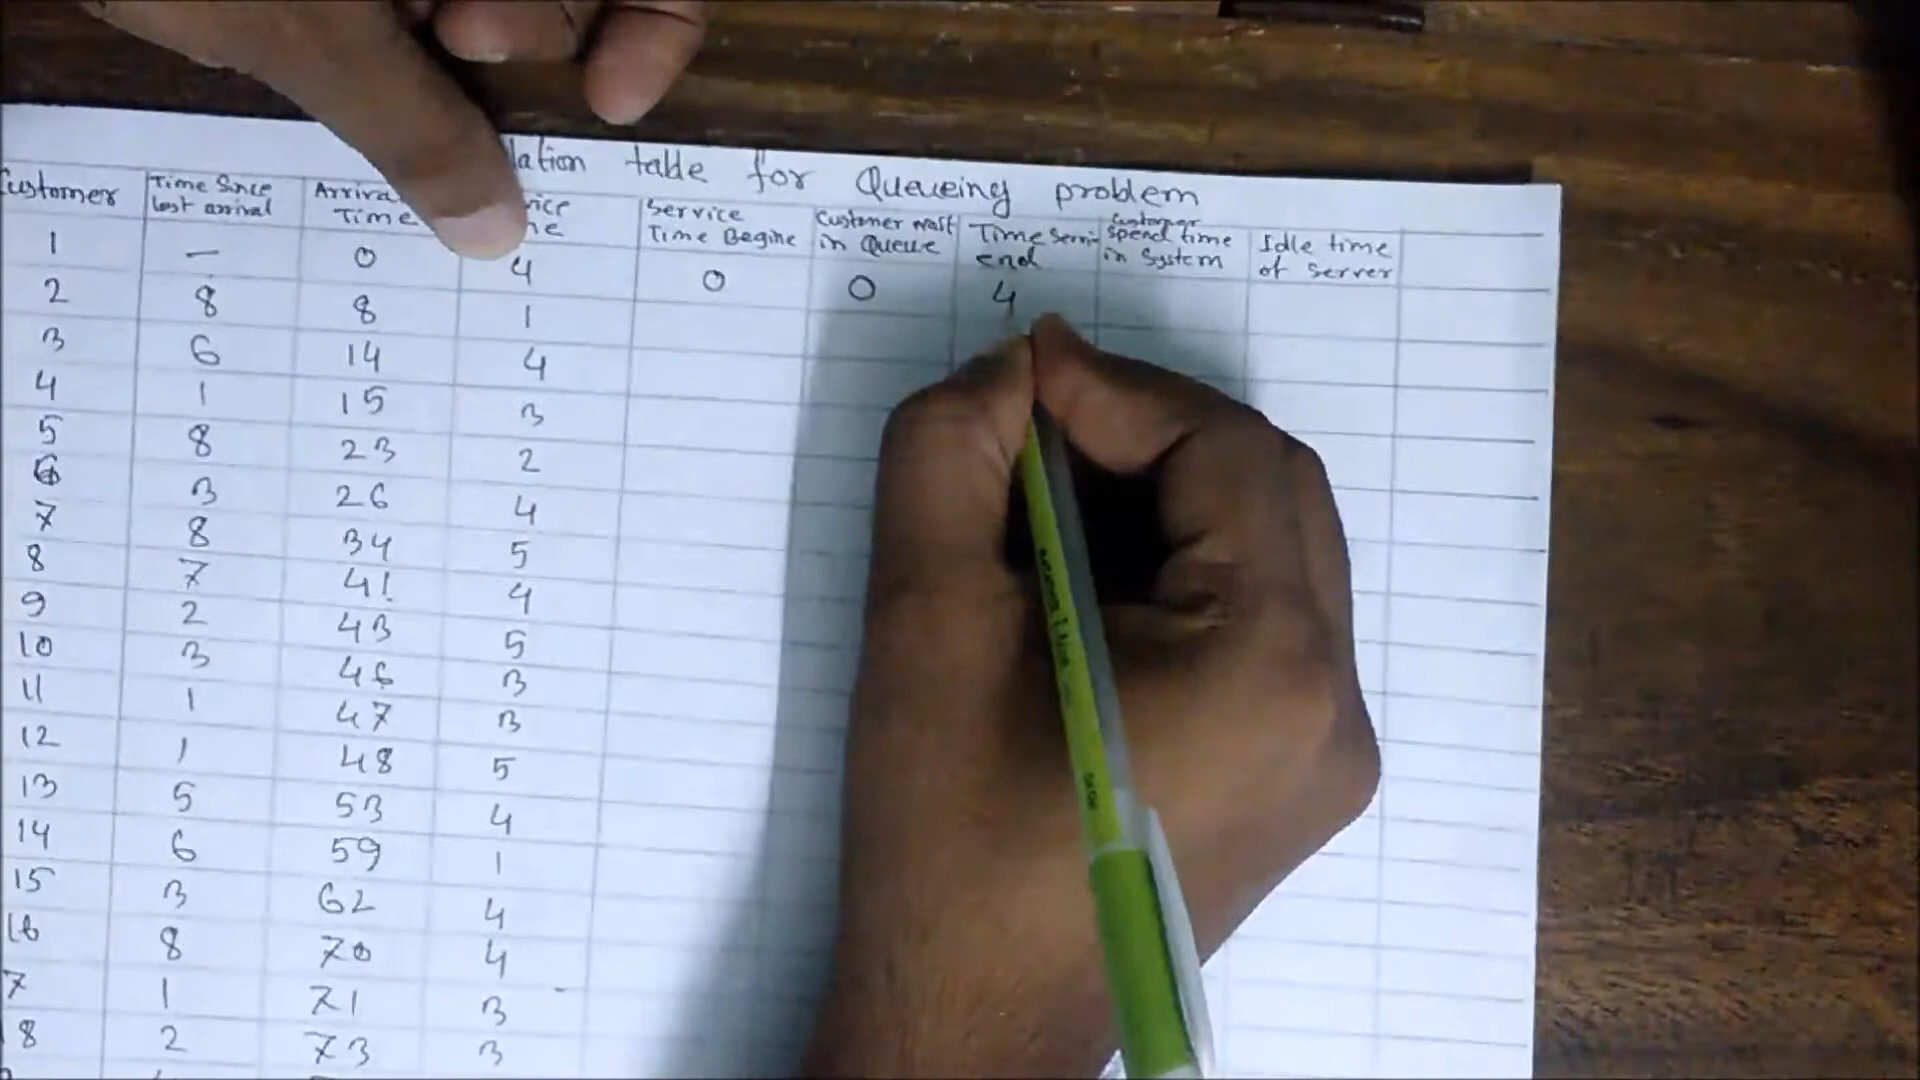 lation table for Queueing problem
Customer Time Since Last arrival Arriva Time vice me Service Time Begine Customer wait in Queue Time Servi end Customer Spend time in System Idle time of Server
1 — 0 4 0 0 4
2 8 8 1
3 6 14 4
4 1 15 3
5 8 23 2
6 3 26 4
7 8 34 5
8 7 41 4
9 2 43 5
10 3 46 3
11 1 47 3
12 1 48 5
13 5 53 4
14 6 59 1
15 3 62 4
16 8 70 4
7 1 71 3
8 2 73 3